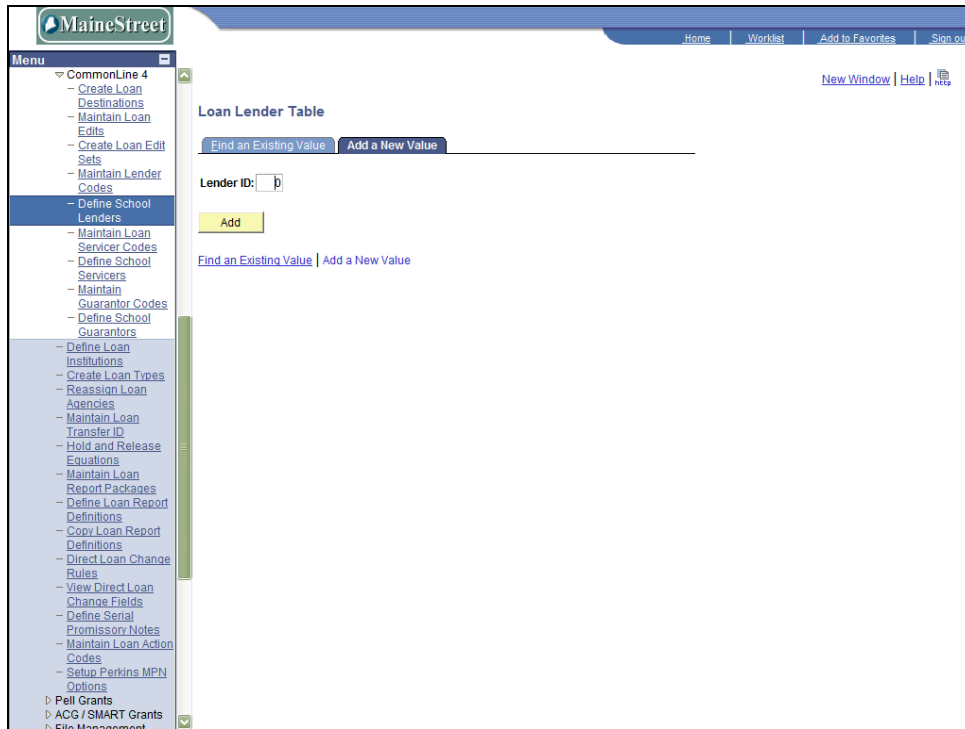 MaineStreet
Home
Worklist
Add to Favorites
Sign ou
Menu
CommonLine 4
Create Loan
Destinations
Maintain Loan
Edits
Create Loan Edit
Sets
Maintain Lender
Codes
Define School
Lenders
Maintain Loan
Servicer Codes
Define School
Servicers
Maintain
Guarantor Codes
Define School
Guarantors
Define Loan
Institutions
Create Loan Types
Reassign Loan
Agencies
Maintain Loan
Transfer ID
Hold and Release
Equations
Maintain Loan
Report Packages
Define Loan Report
Definitions
Copy Loan Report
Definitions
Direct Loan Change
Rules
View Direct Loan
Change Fields
Define Serial
Promissory Notes
Maintain Loan Action
Codes
Setup Perkins MPN
Options
Pell Grants
ACG / SMART Grants
File Management
New Window | Help | http
Loan Lender Table
Find an Existing Value
Add a New Value
Lender ID: 0
Add
Find an Existing Value | Add a New Value